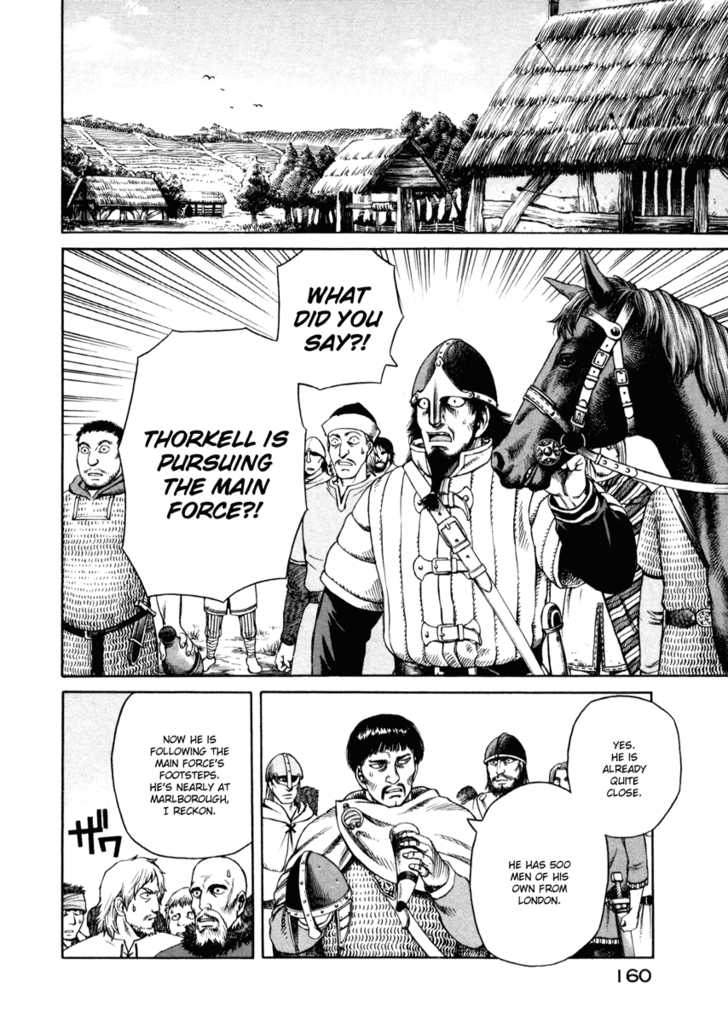 WHAT
DID YOU
SAY?!
THORKELL IS
PURSUING
THE MAIN
FORCE?!
YES.
HE IS
ALREADY
QUITE
CLOSE.
HE HAS 500
MEN OF HIS
OWN FROM
LONDON.
NOW HE IS
FOLLOWING THE
MAIN FORCE'S
FOOTSTEPS.
HE'S NEARLY AT
MARLBOROUGH,
I RECKON.
ザワ
160